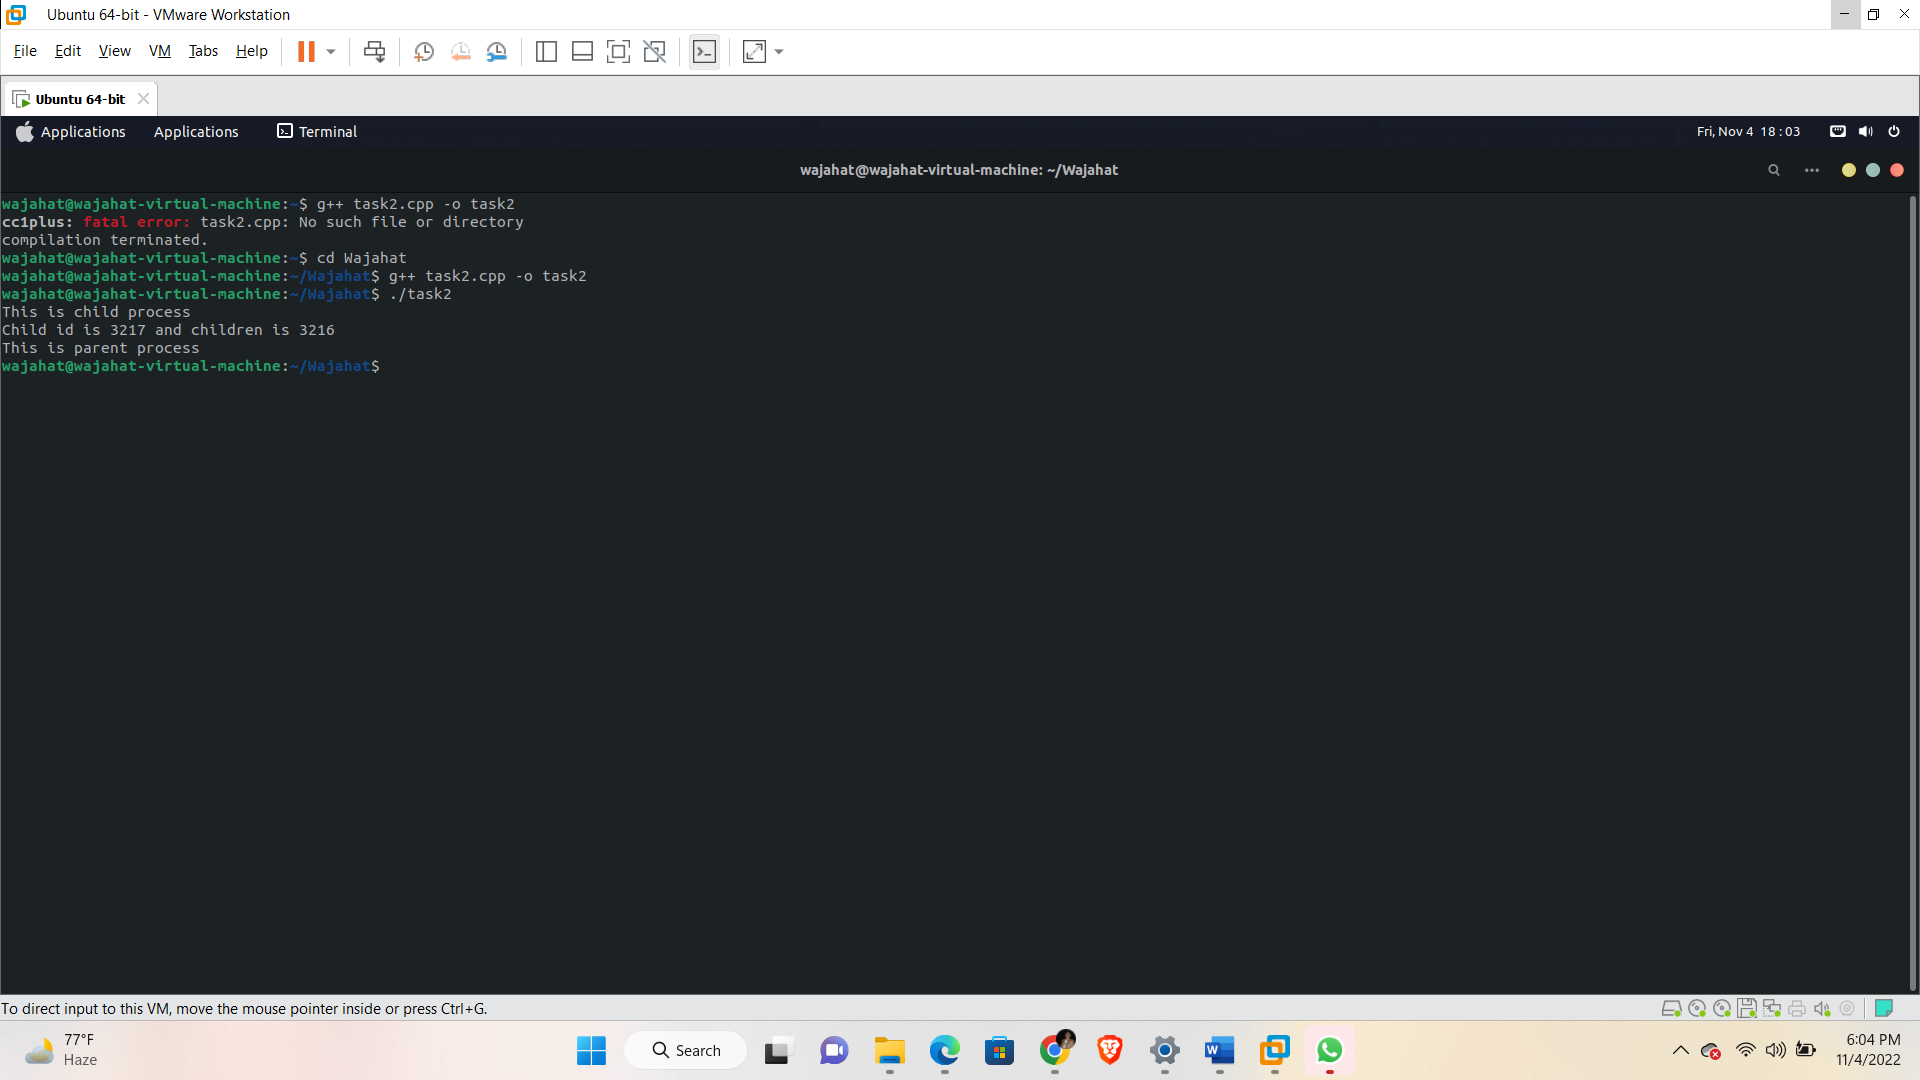 Ubuntu 64-bit - VMware Workstation
File Edit View VM Tabs Help
Ubuntu 64-bit
Applications Applications Terminal Fri, Nov 4 18 : 03
wajahat@wajahat-virtual-machine: ~/Wajahat
wajahat@wajahat-virtual-machine:~$ g++ task2.cpp -o task2
cc1plus: fatal error: task2.cpp: No such file or directory
compilation terminated.
wajahat@wajahat-virtual-machine:~$ cd Wajahat
wajahat@wajahat-virtual-machine:~/Wajahat$ g++ task2.cpp -o task2
wajahat@wajahat-virtual-machine:~/Wajahat$ ./task2
This is child process
Child id is 3217 and children is 3216
This is parent process
wajahat@wajahat-virtual-machine:~/Wajahat$
To direct input to this VM, move the mouse pointer inside or press Ctrl+G.
77°F
Haze
Search
6:04 PM
11/4/2022